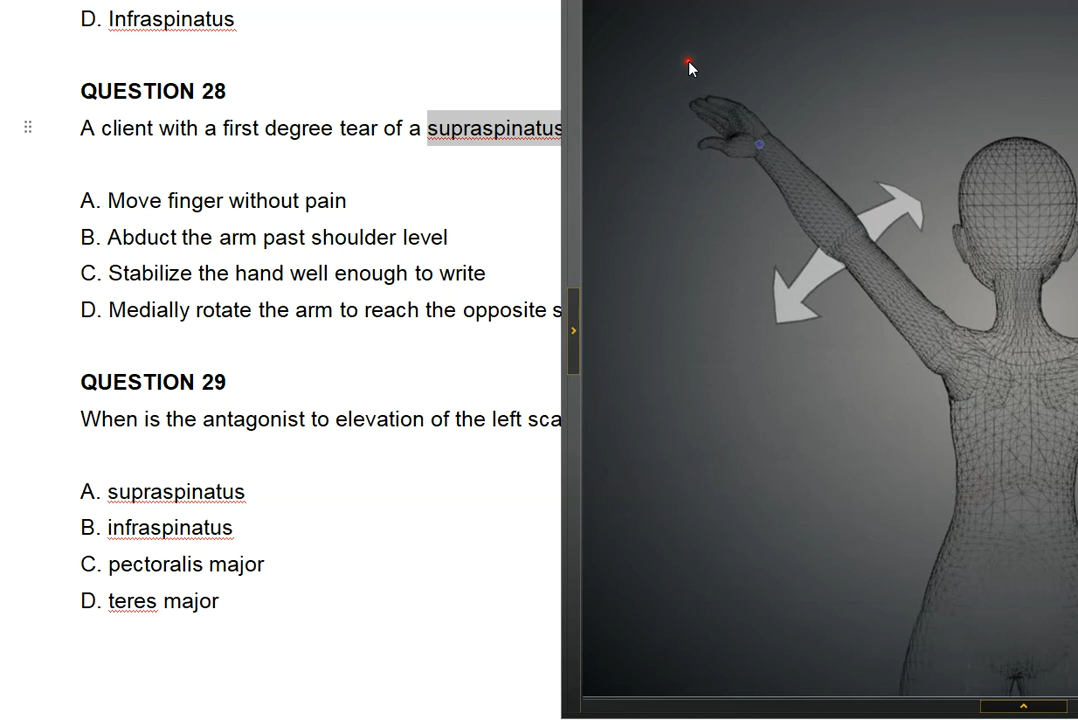 D. Infraspinatus
QUESTION 28
A client with a first degree tear of a supraspinatus
A. Move finger without pain
B. Abduct the arm past shoulder level
C. Stabilize the hand well enough to write
D. Medially rotate the arm to reach the opposite s
QUESTION 29
When is the antagonist to elevation of the left sca
A. supraspinatus
B. infraspinatus
C. pectoralis major
D. teres major